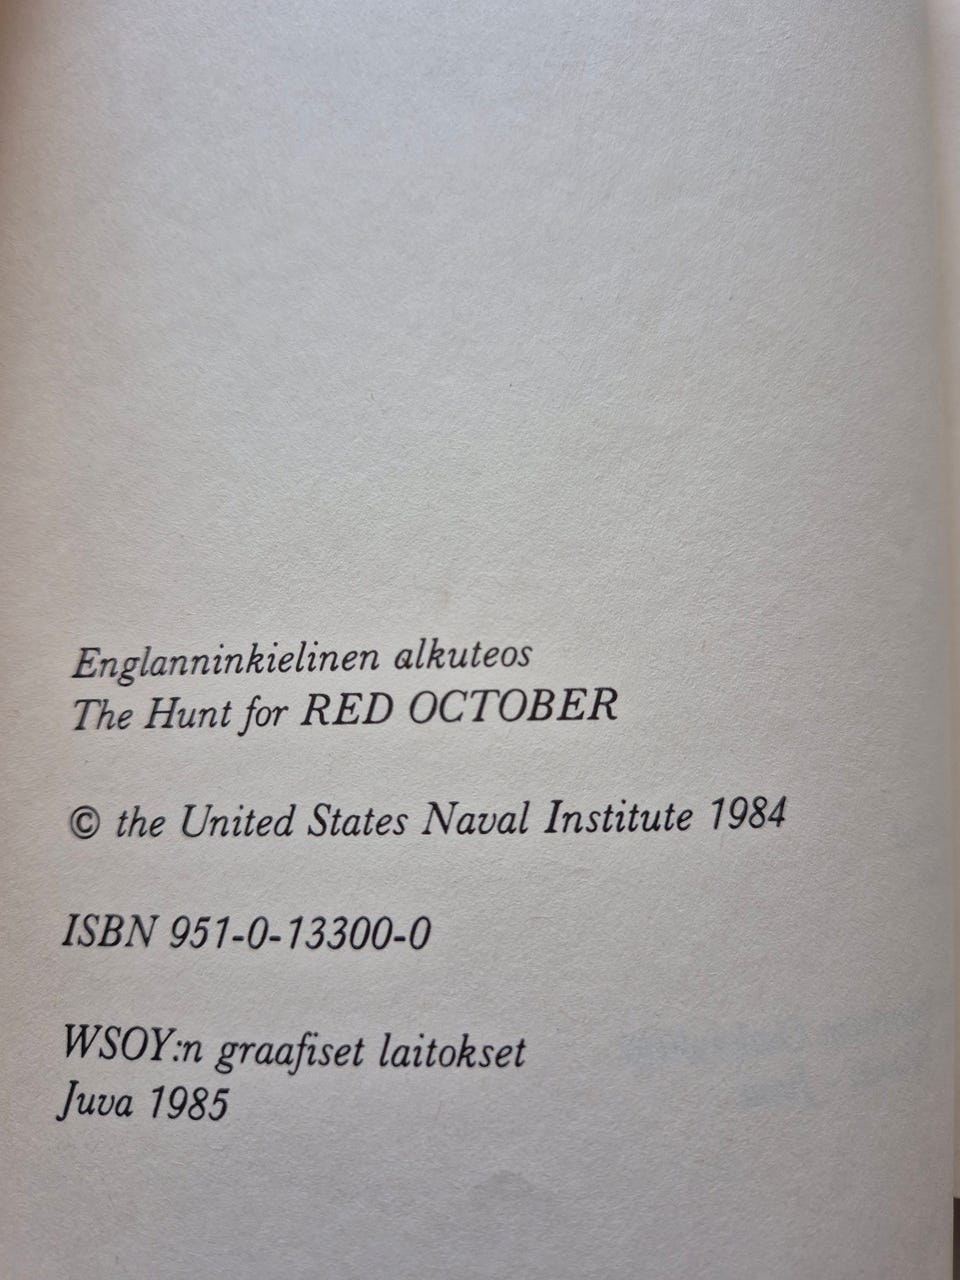 Englanninkielinen alkuteos
The Hunt for RED OCTOBER
© the United States Naval Institute 1984
ISBN 951-0-13300-0
WSOY:n graafiset laitokset
Juva 1985